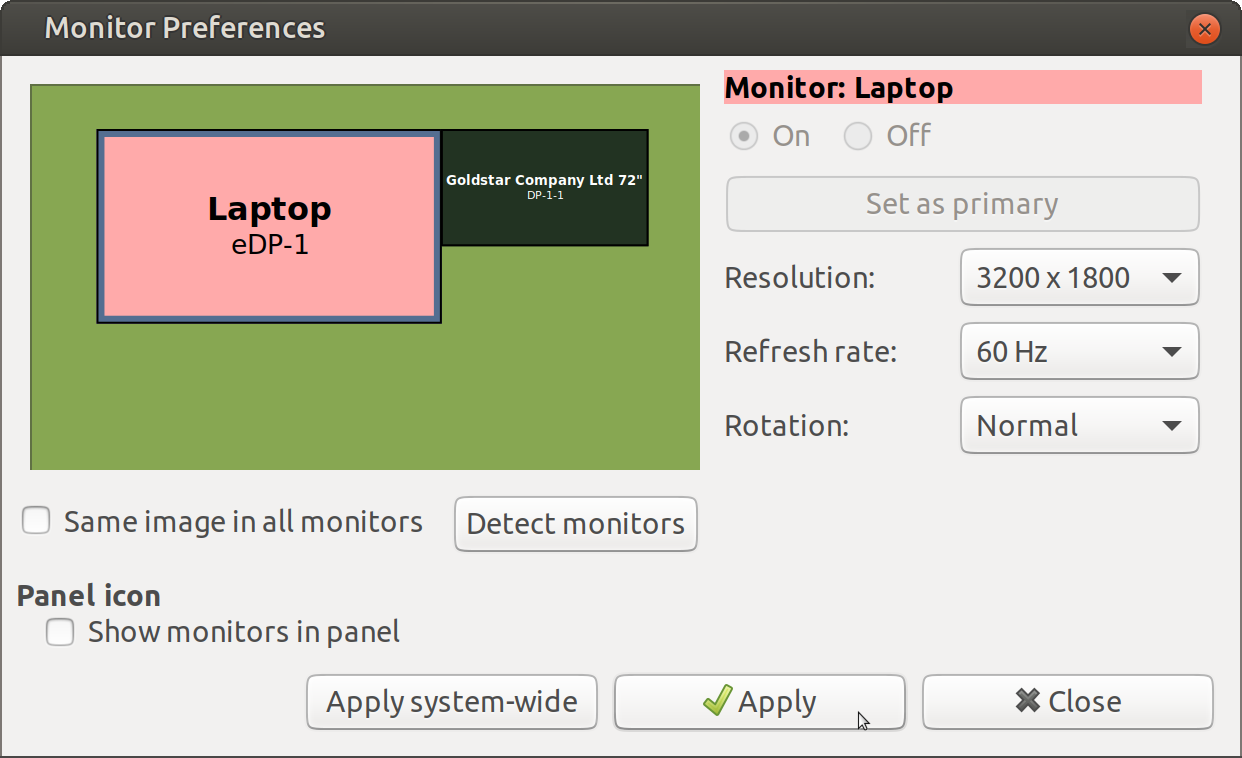 Monitor Preferences
Laptop
eDP-1
Goldstar Company Ltd 72"
DP-1-1
Monitor: Laptop
On Off
Set as primary
Resolution: 3200 x 1800
Refresh rate: 60 Hz
Rotation: Normal
Same image in all monitors Detect monitors
Panel icon
Show monitors in panel
Apply system-wide Apply Close